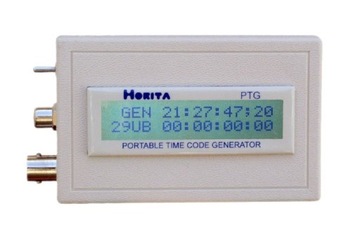 HORITA PTG
GEN 21:27:47;20
29UB 00:00:00:00
PORTABLE TIME CODE GENERATOR